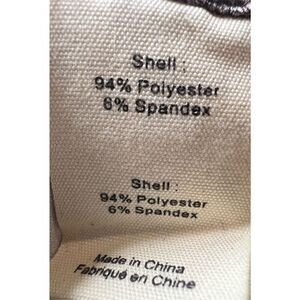 Shell :
94% Polyester
6% Spandex
Shell :
94% Polyester
6% Spandex
Made in China
Fabriqué en Chine